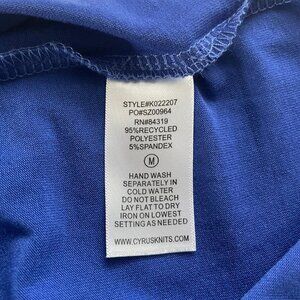 STYLE#K022207
PO#SZ00964
RN#84319
95%RECYCLED
POLYESTER
5%SPANDEX
M
HAND WASH
SEPARATELY IN
COLD WATER
DO NOT BLEACH
LAY FLAT TO DRY
IRON ON LOWEST
SETTING AS NEEDED
WWW.CYRUSKNITS.COM